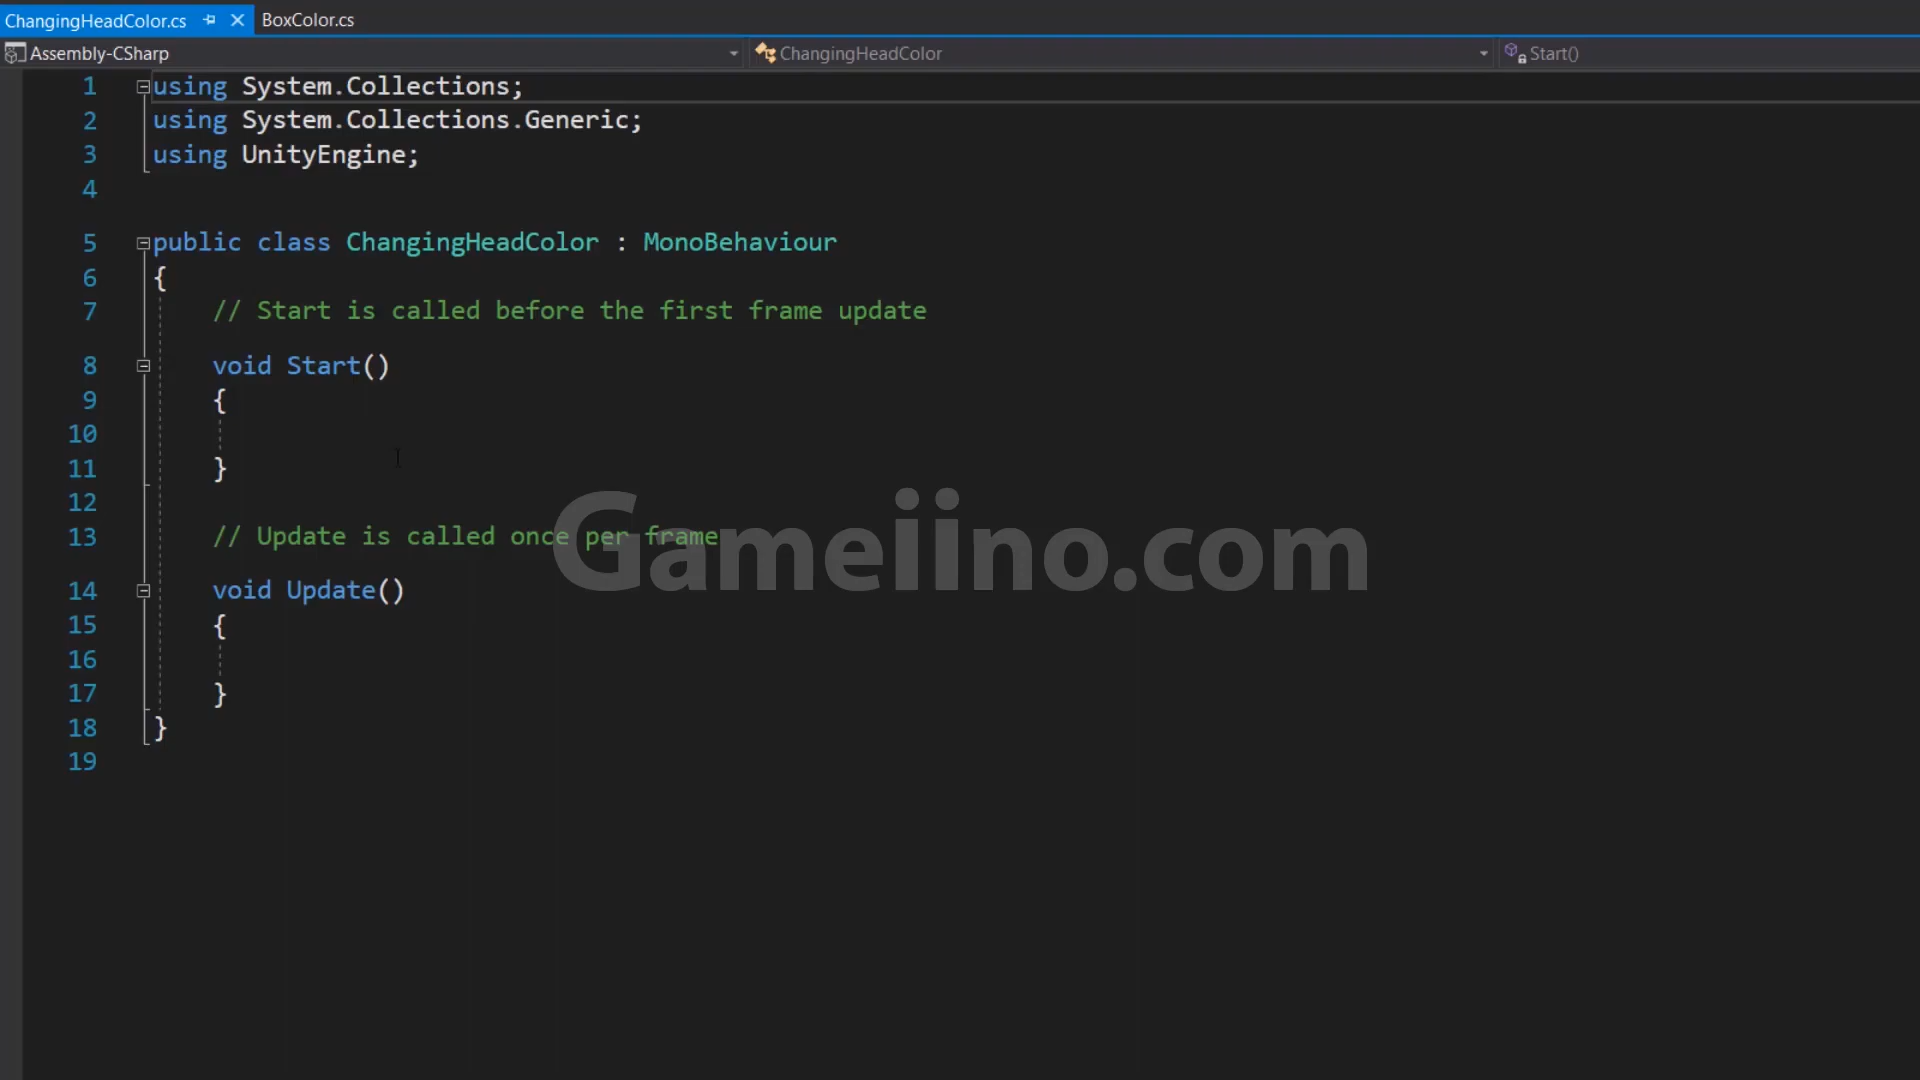 ChangingHeadColor.cs BoxColor.cs
Assembly-CSharp ChangingHeadColor Start()
1 using System.Collections;
2 using System.Collections.Generic;
3 using UnityEngine;
4
5 public class ChangingHeadColor : MonoBehaviour
6 {
7 // Start is called before the first frame update
8 void Start()
9 {
10
11 }
12
13 // Update is called once per frame
Gameiino.com
14 void Update()
15 {
16
17 }
18 }
19